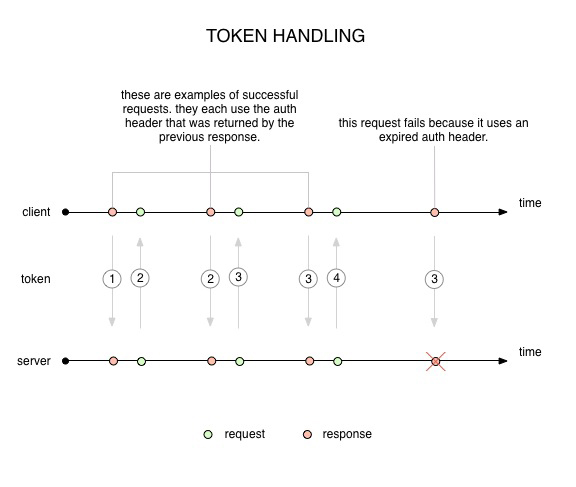 TOKEN HANDLING
these are examples of successful
requests. they each use the auth
header that was returned by the
previous response.
this request fails because it uses an
expired auth header.
client
time
token
1
2
2
3
3
4
3
server
time
request
response